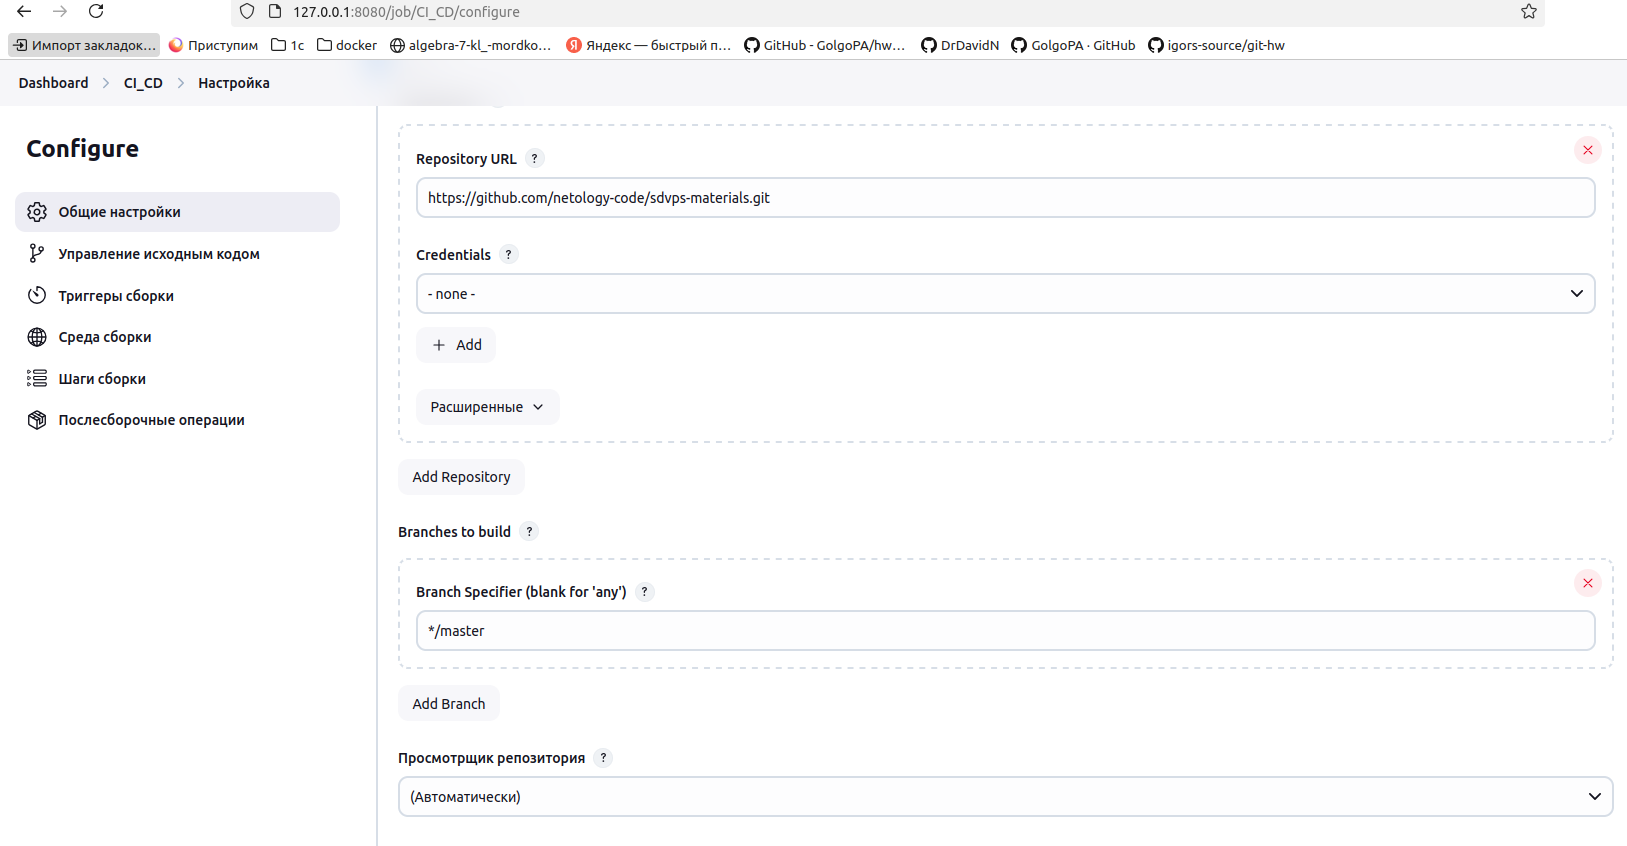 127.0.0.1:8080/job/CI_CD/configure
Импорт закладок... Приступим 1c docker algebra-7-kl_-mordko... Яндекс — быстрый п... GitHub - GolgoPA/hw... DrDavidN GolgoPA · GitHub igors-source/git-hw
Dashboard > CI_CD > Настройка
Configure
Общие настройки
Управление исходным кодом
Триггеры сборки
Среда сборки
Шаги сборки
Послесборочные операции
Repository URL ?
https://github.com/netology-code/sdvps-materials.git
Credentials ?
- none -
+ Add
Расширенные
Add Repository
Branches to build ?
Branch Specifier (blank for 'any') ?
*/master
Add Branch
Просмотрщик репозитория ?
(Автоматически)